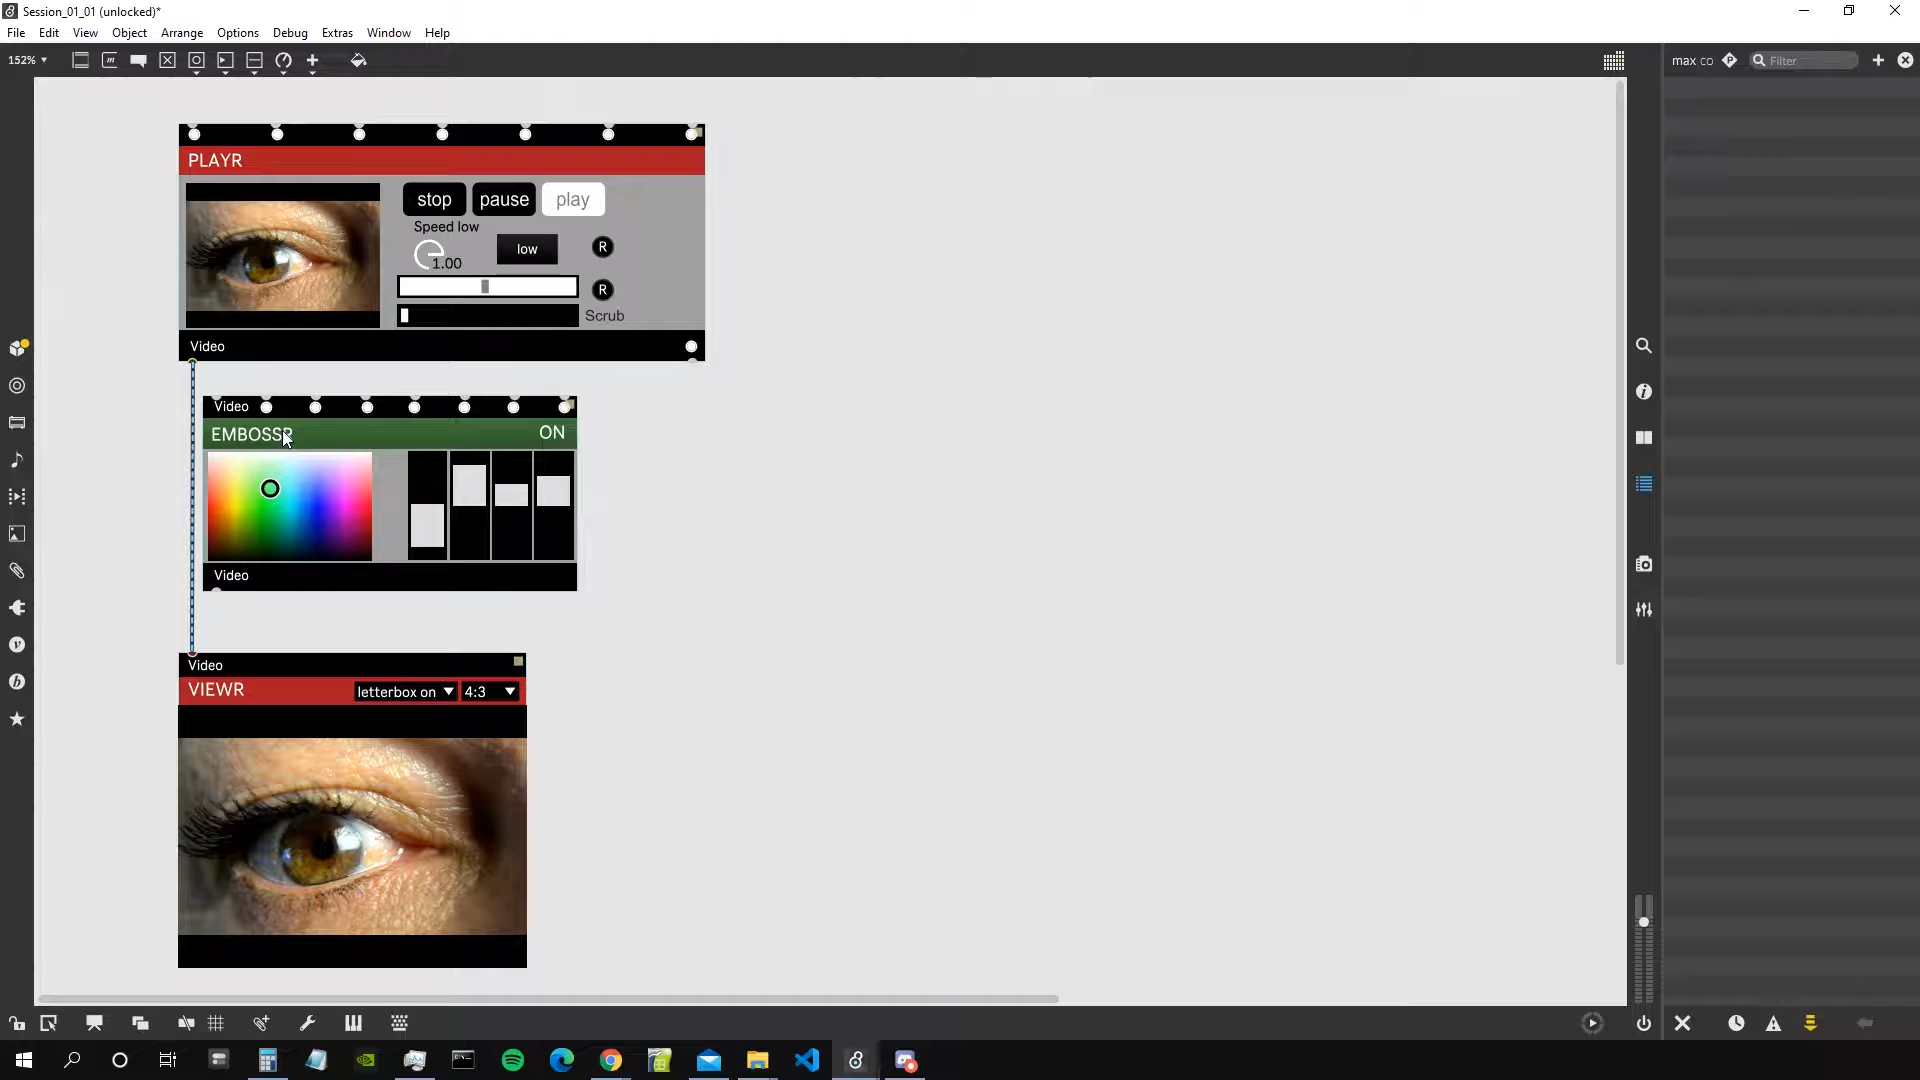 Session_01_01 (unlocked)*
File Edit View Object Arrange Options Debug Extras Window Help
152%
max co
Filter
PLAYR
stop pause play
Speed low
low
R
1.00
R
Scrub
Video
Video
EMBOSSR ON
Video
Video
VIEWR letterbox on 4:3